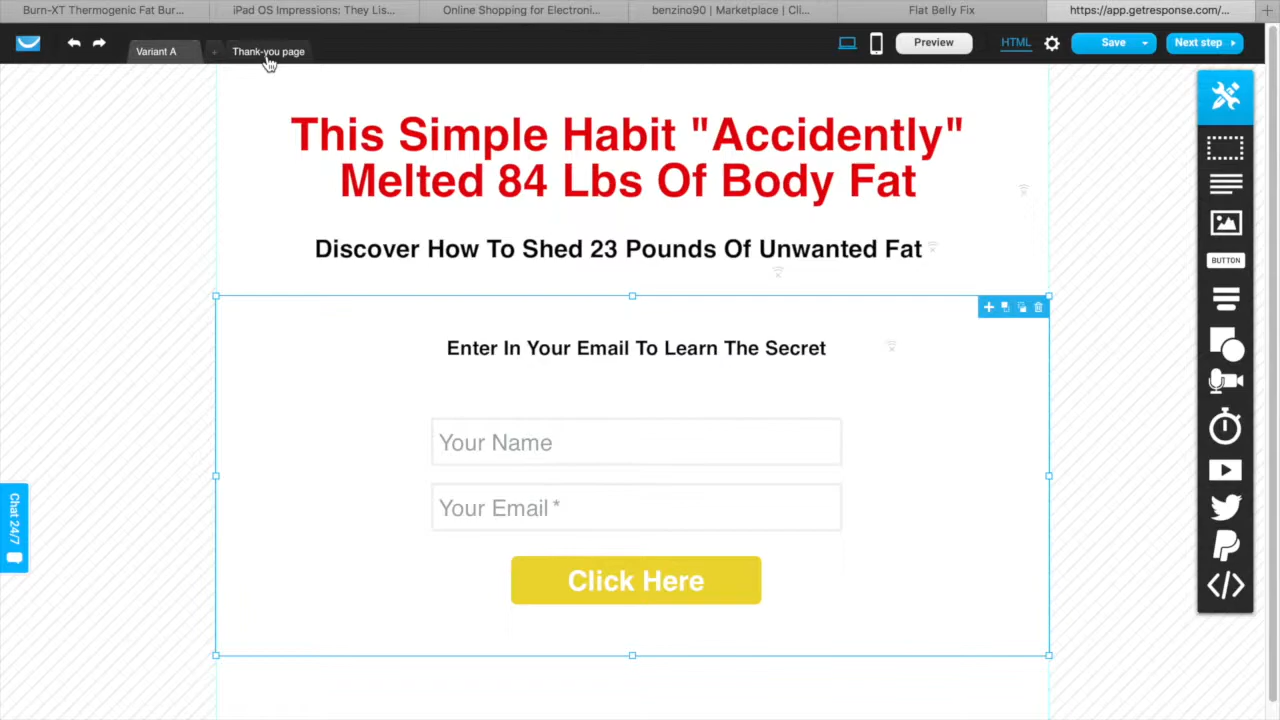 Burn-XT Thermogenic Fat Bur...
iPad OS Impressions: They Lis...
Online Shopping for Electroni...
benzino90 | Marketplace | Cli...
Flat Belly Fix
https://app.getresponse.com/...
Variant A
Thank-you page
Preview
HTML
Save
Next step
This Simple Habit "Accidently"
Melted 84 Lbs Of Body Fat
Discover How To Shed 23 Pounds Of Unwanted Fat
Enter In Your Email To Learn The Secret
Your Name
Your Email *
Click Here
Chat 24/7
BUTTON